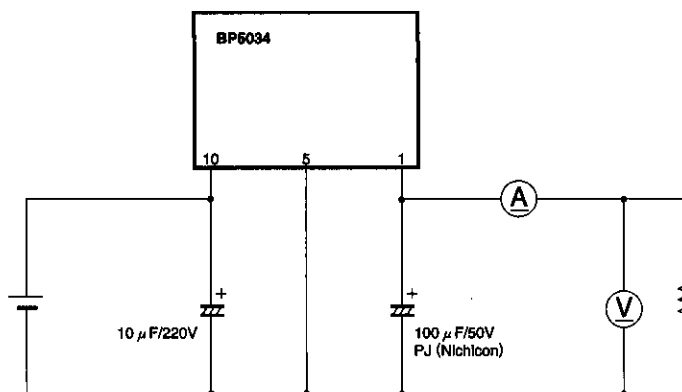 BP5034
10 5 1
A
+ +
V
10 μF/220V
100 μF/50V
PJ (Nichicon)